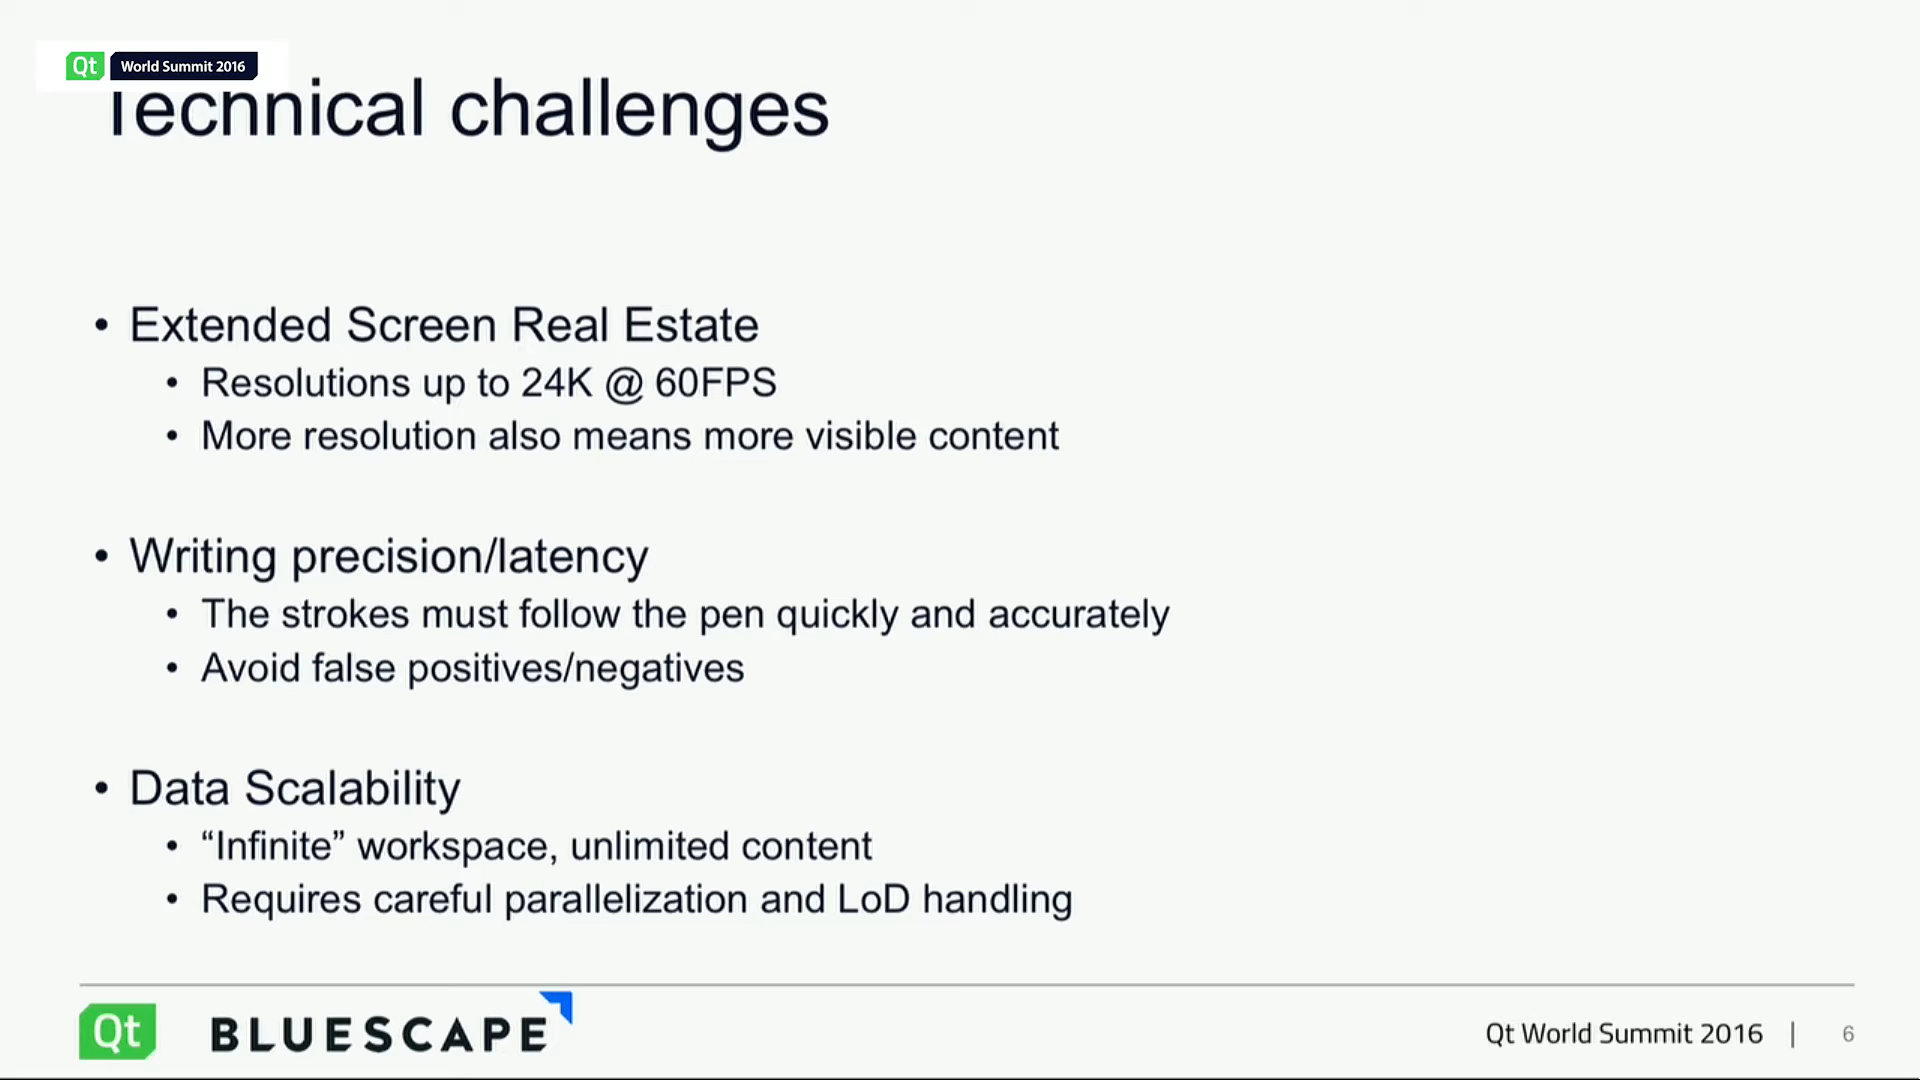 Qt World Summit 2016
Technical challenges
• Extended Screen Real Estate
• Resolutions up to 24K @ 60FPS
• More resolution also means more visible content
• Writing precision/latency
• The strokes must follow the pen quickly and accurately
• Avoid false positives/negatives
• Data Scalability
• “Infinite” workspace, unlimited content
• Requires careful parallelization and LoD handling
Qt BLUESCAPE Qt World Summit 2016 | 6